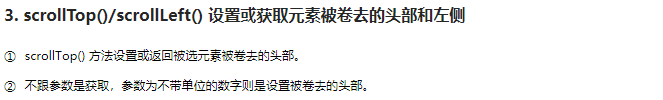 3. scrollTop()/scrollLeft() 设置或获取元素被卷去的头部和左侧
① scrollTop() 方法设置或返回被选元素被卷去的头部。
② 不跟参数是获取，参数为不带单位的数字则是设置被卷去的头部。